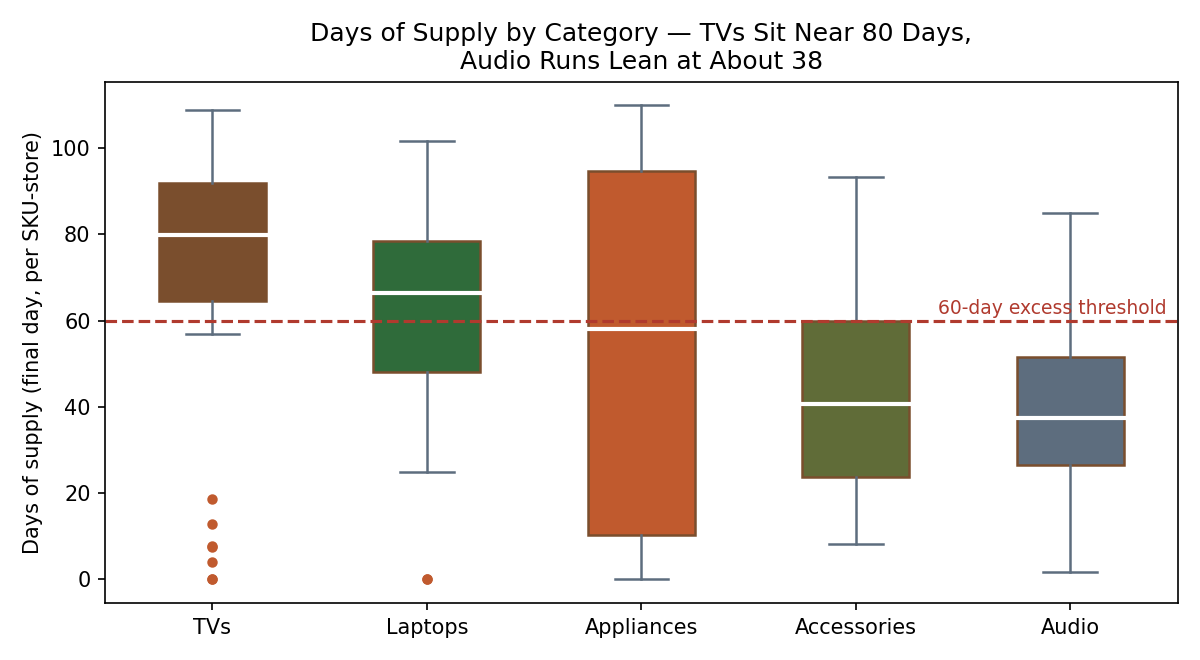 Days of Supply by Category — TVs Sit Near 80 Days,
Audio Runs Lean at About 38
Days of supply (final day, per SKU-store)
100
80
60
40
20
0
60-day excess threshold
TVs
Laptops
Appliances
Accessories
Audio